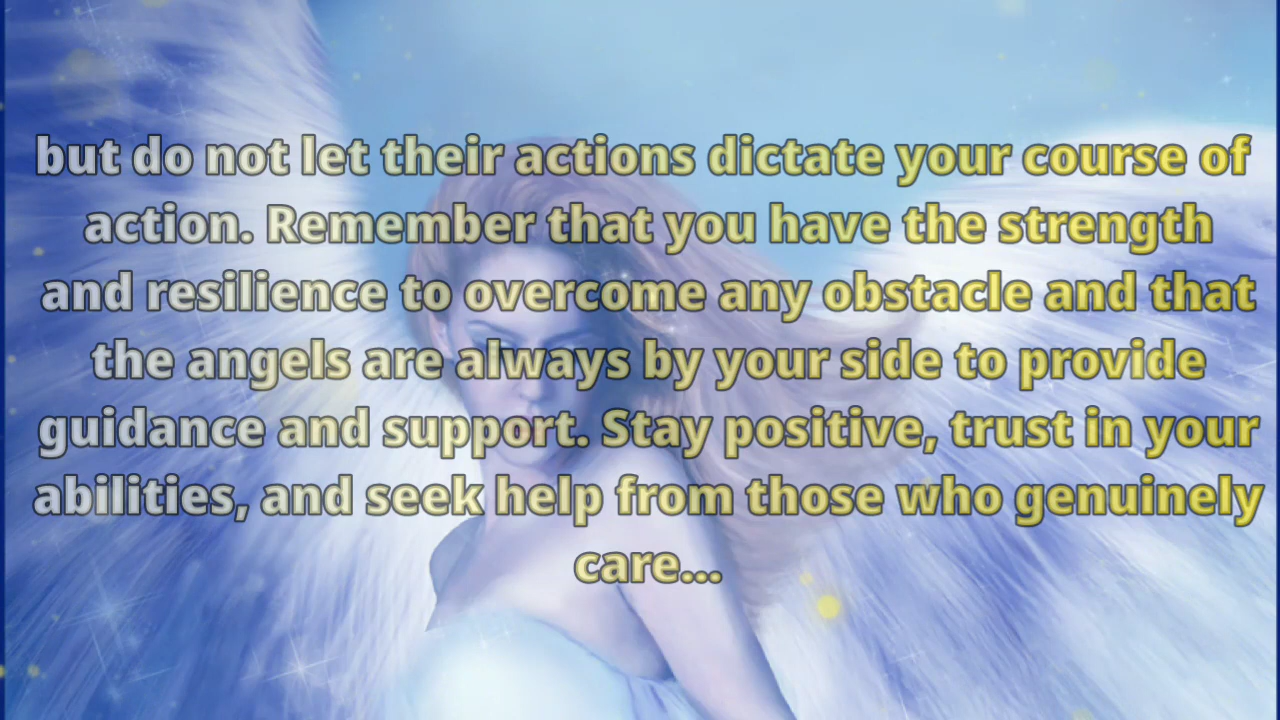 but do not let their actions dictate your course of
action. Remember that you have the strength
and resilience to overcome any obstacle and that
the angels are always by your side to provide
guidance and support. Stay positive, trust in your
abilities, and seek help from those who genuinely
care...